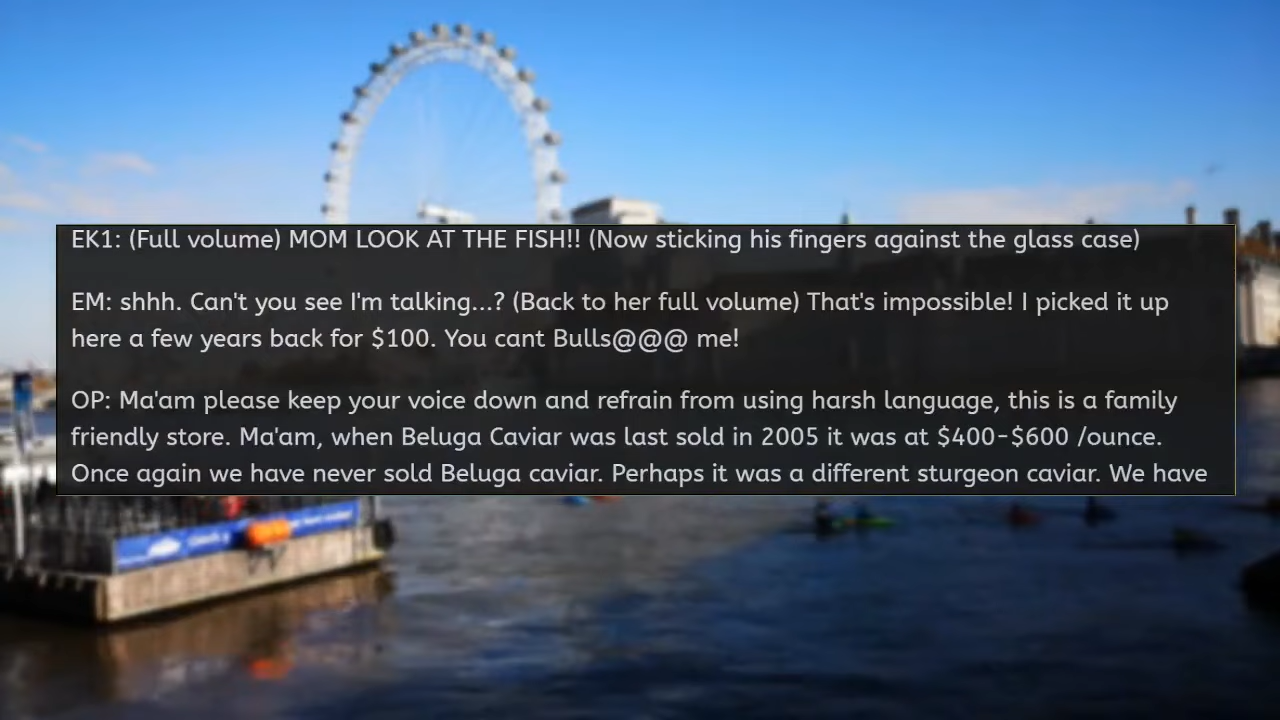 EK1: (Full volume) MOM LOOK AT THE FISH!! (Now sticking his fingers against the glass case)
EM: shhh. Can't you see I'm talking...? (Back to her full volume) That's impossible! I picked it up
here a few years back for $100. You cant Bulls@@@ me!
OP: Ma'am please keep your voice down and refrain from using harsh language, this is a family
friendly store. Ma'am, when Beluga Caviar was last sold in 2005 it was at $400-$600 /ounce.
Once again we have never sold Beluga caviar. Perhaps it was a different sturgeon caviar. We have